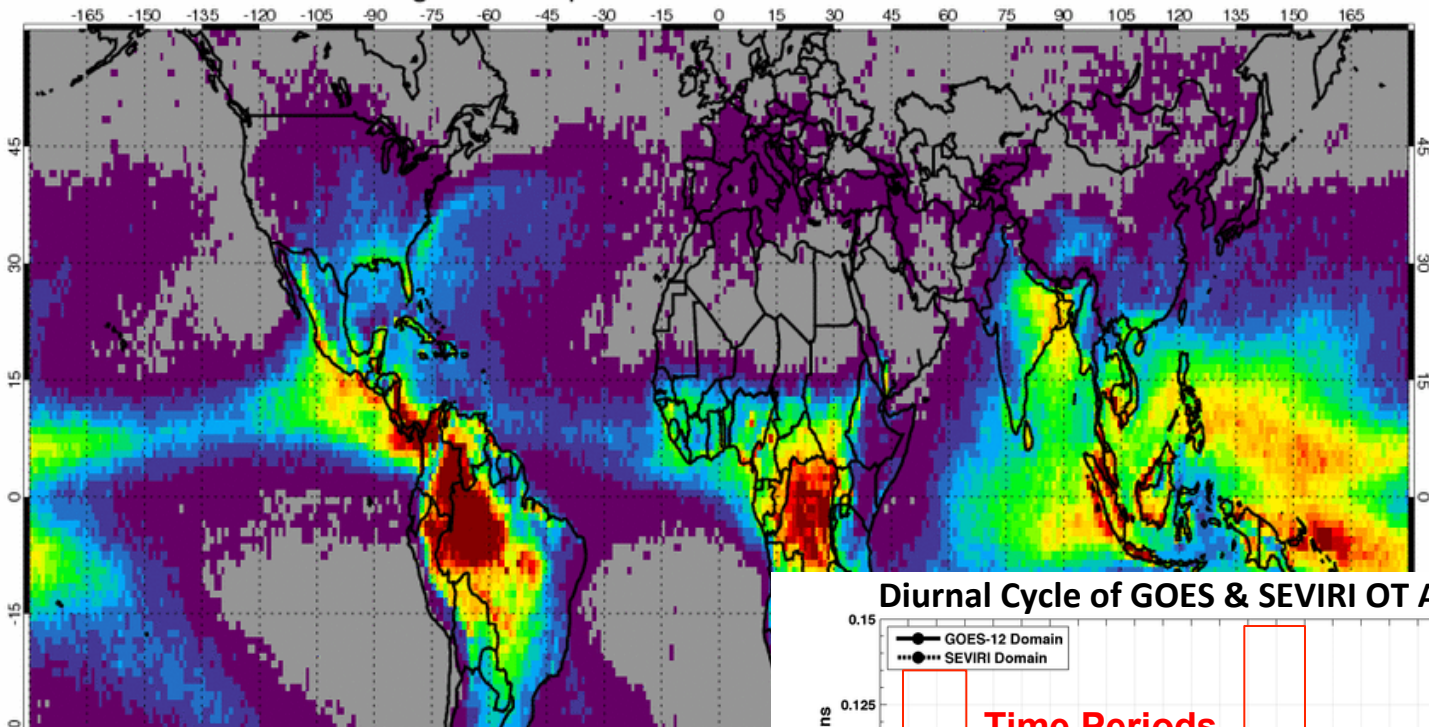 -165 -150 -135 -120 -105 -90 -75 -60 -45 -30 -15 0 15 30 45 60 75 90 105 120 135 150 165
45 45
30 30
15 15
0 0
-15
Diurnal Cycle of GOES & SEVIRI OT A
0.15
GOES-12 Domain
SEVIRI Domain
0.125
Time Periods